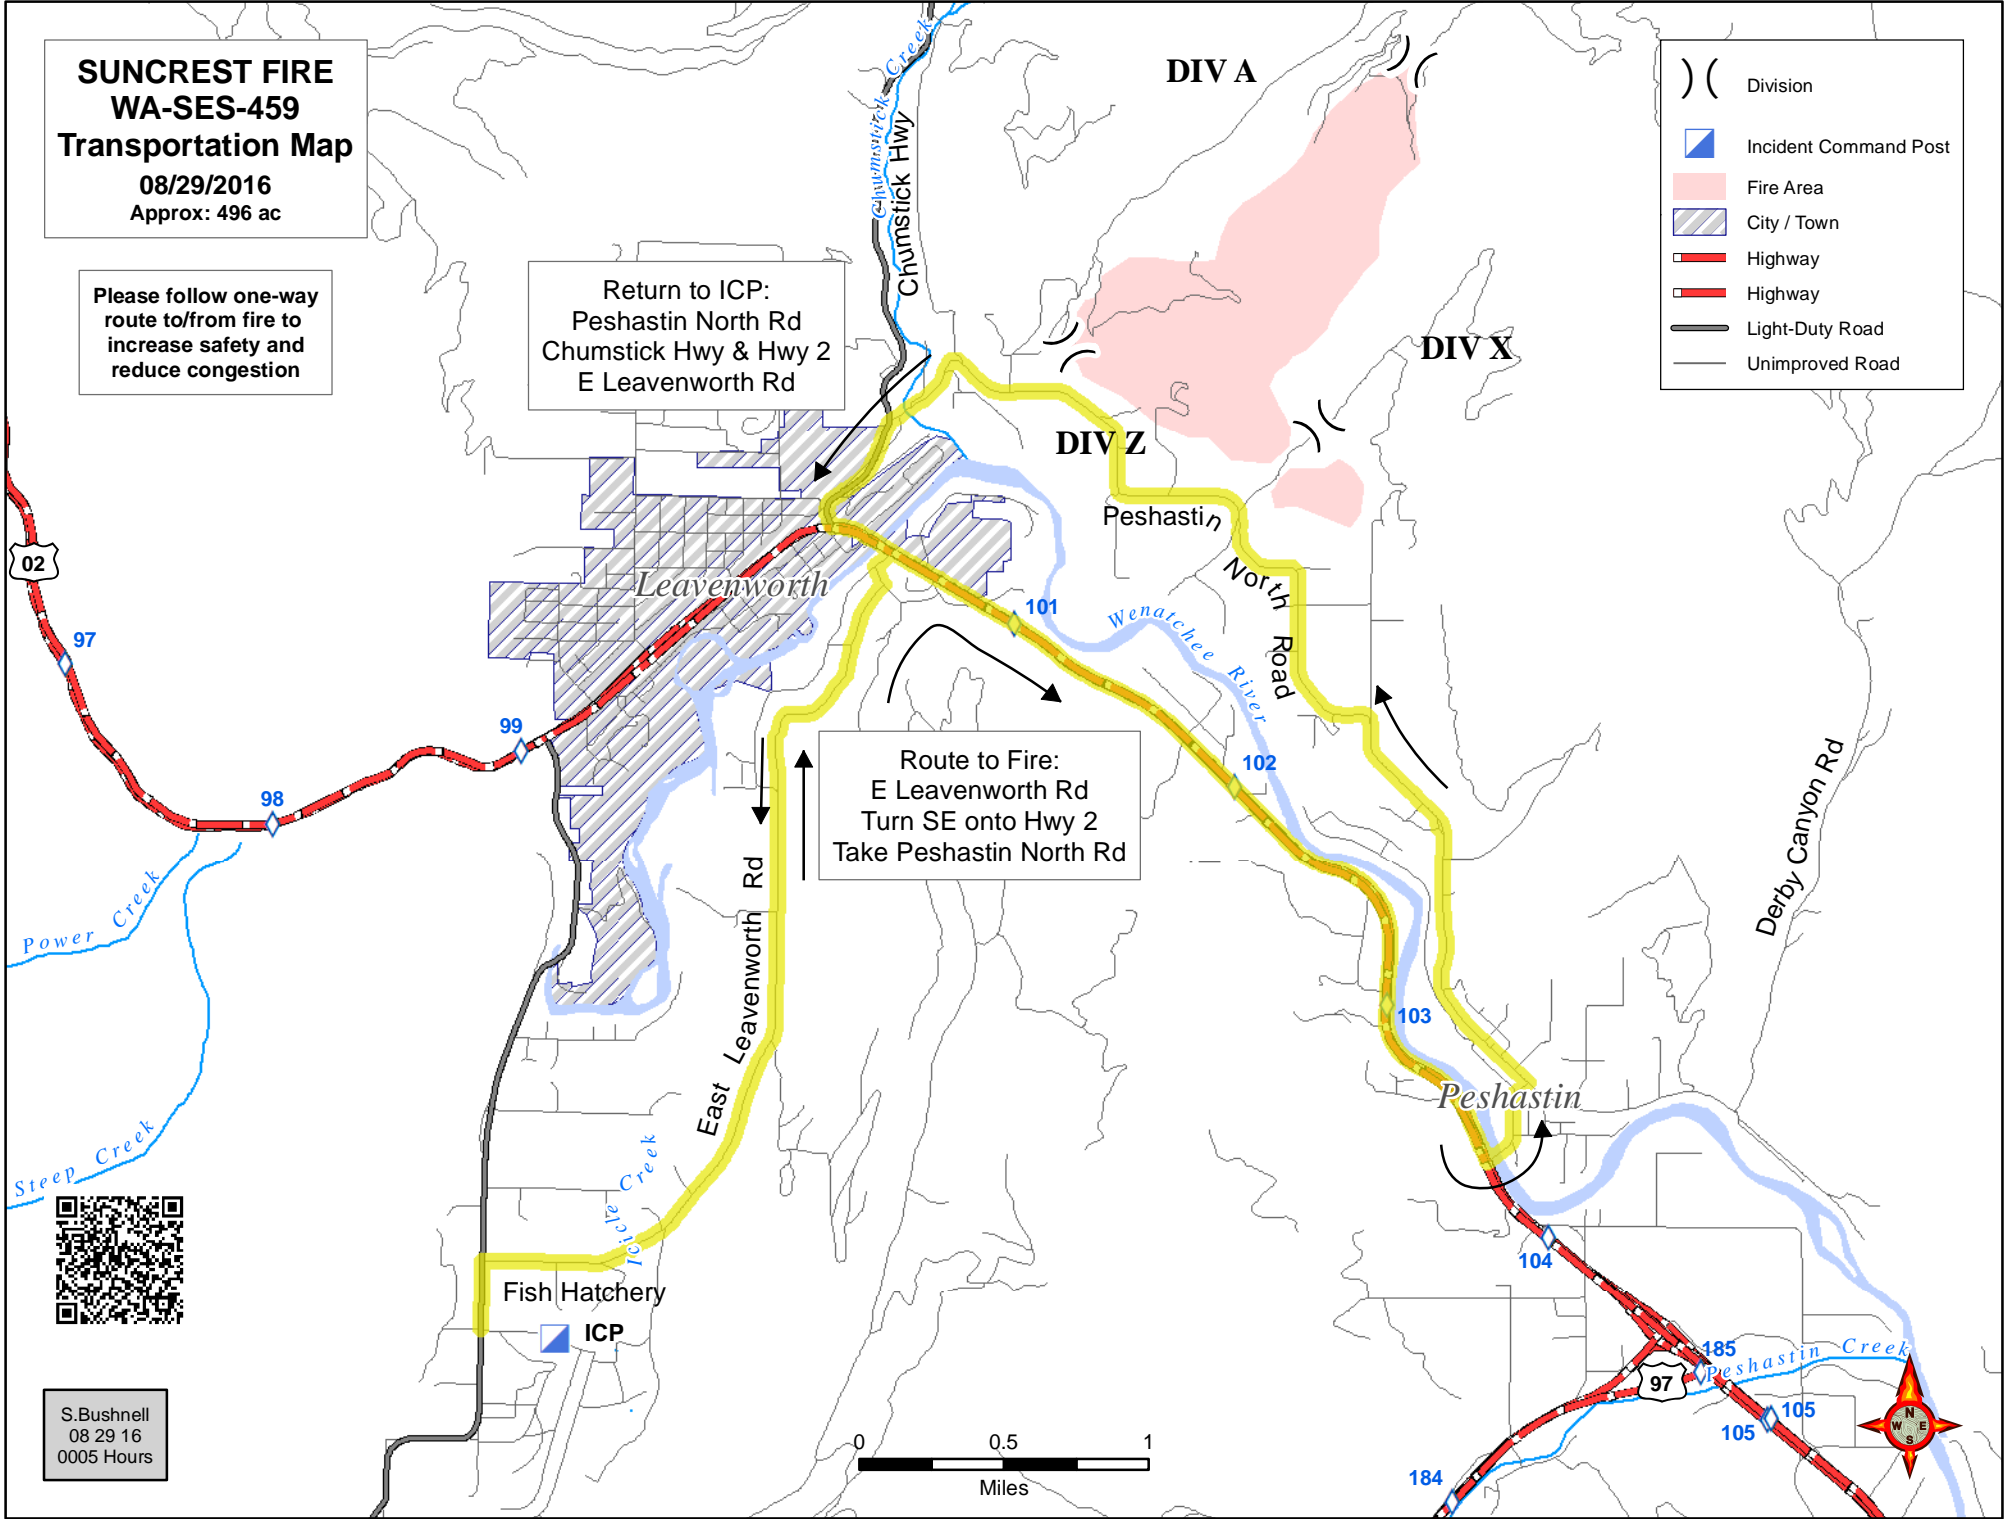 SUNCREST FIRE
WA-SES-459
Transportation Map
08/29/2016
Approx: 496 ac
Please follow one-way
route to/from fire to
increase safety and
reduce congestion
Return to ICP:
Peshastin North Rd
Chumstick Hwy & Hwy 2
E Leavenworth Rd
Chumstick Creek
Chumstick Hwy
DIV A
DIV X
DIV Z
) ( Division
Incident Command Post
Fire Area
City / Town
Highway
Highway
Light-Duty Road
Unimproved Road
02
97
98
99
Leavenworth
101
Peshastin
North
Road
Wenatchee River
102
Route to Fire:
E Leavenworth Rd
Turn SE onto Hwy 2
Take Peshastin North Rd
East Leavenworth Rd
Derby Canyon Rd
Power Creek
Steep Creek
Icicle Creek
103
Peshastin
104
Fish Hatchery
ICP
185
Peshastin Creek
97
105
105
184
S.Bushnell
08 29 16
0005 Hours
0 0.5 1
Miles
N
W E
S